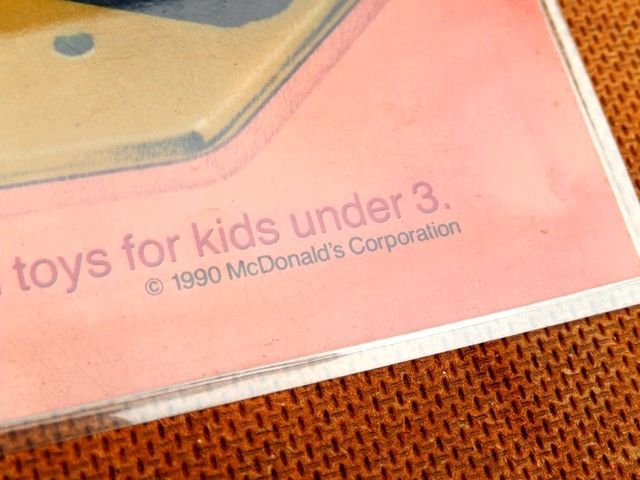 toys for kids under 3.
© 1990 McDonald's Corporation